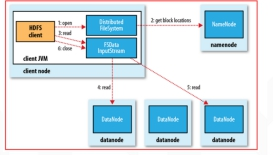 HDFS
client
1: open
3: read
6: close
Distributed
FileSystem
FSData
InputStream
client JVM
client node
2: get block locations
NameNode
namenode
4: read
5: read
DataNode
datanode
DataNode
datanode
DataNode
datanode